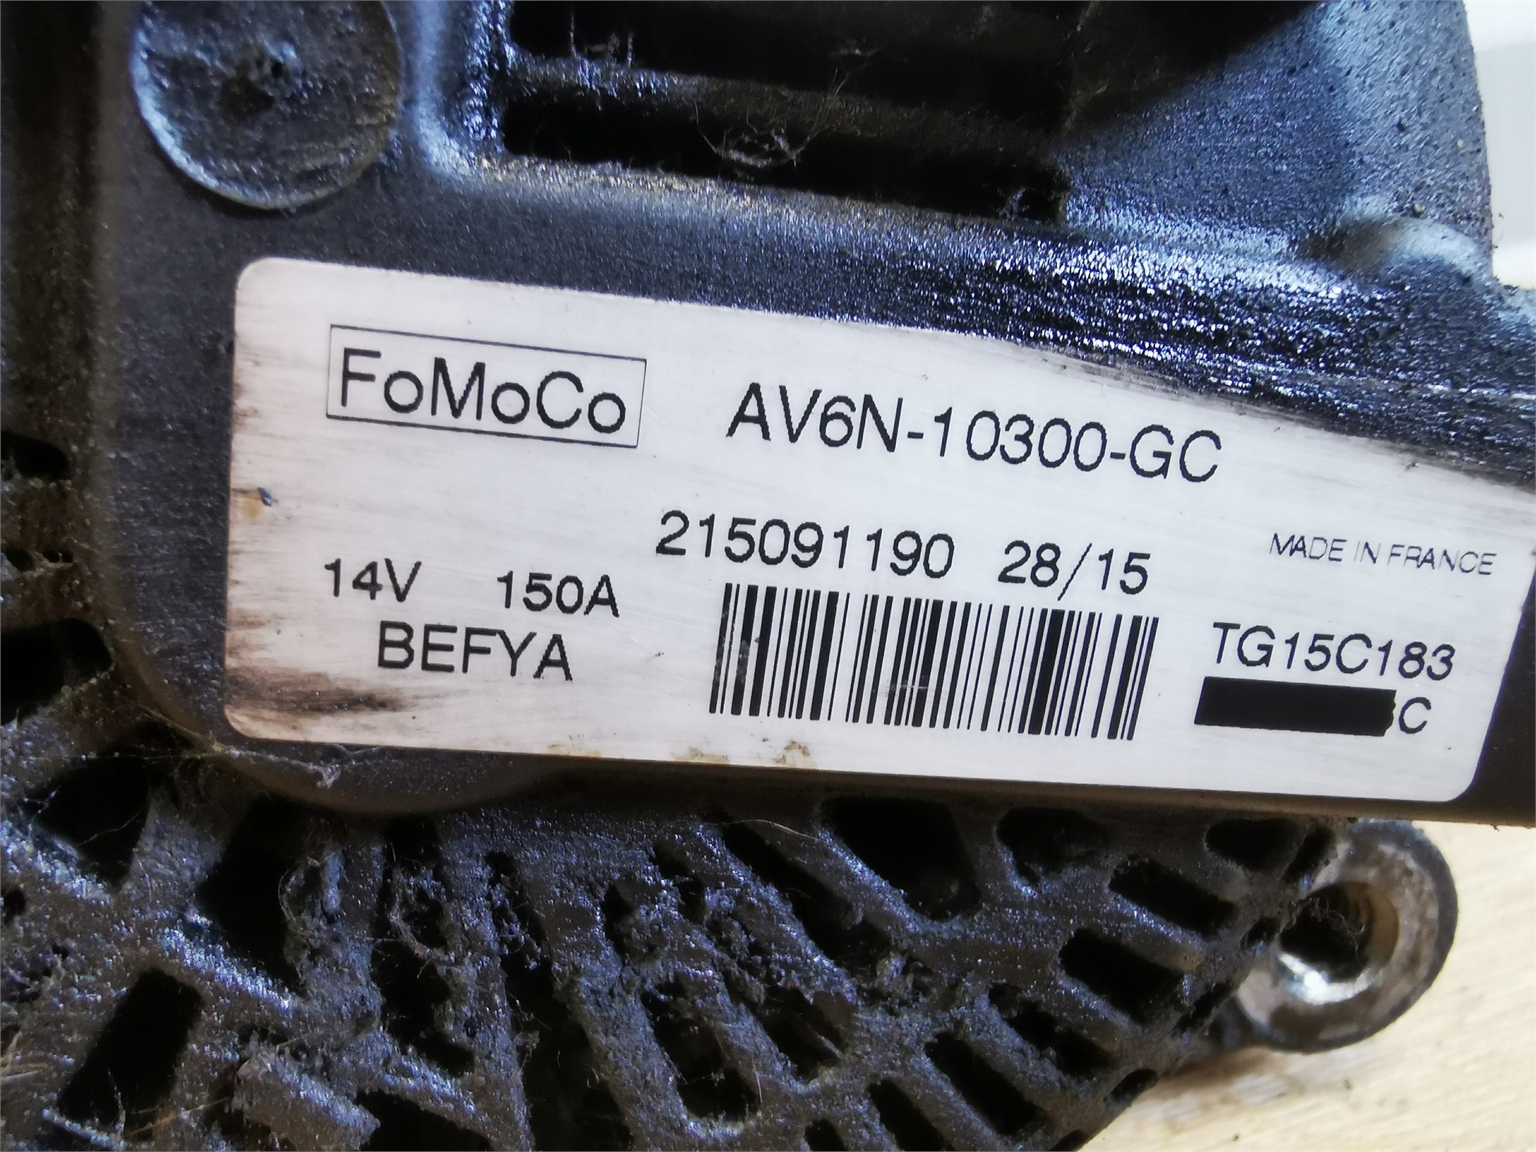 FoMoCo AV6N-10300-GC
215091190 28/15
MADE IN FRANCE
14V 150A
BEFYA
TG15C183
C